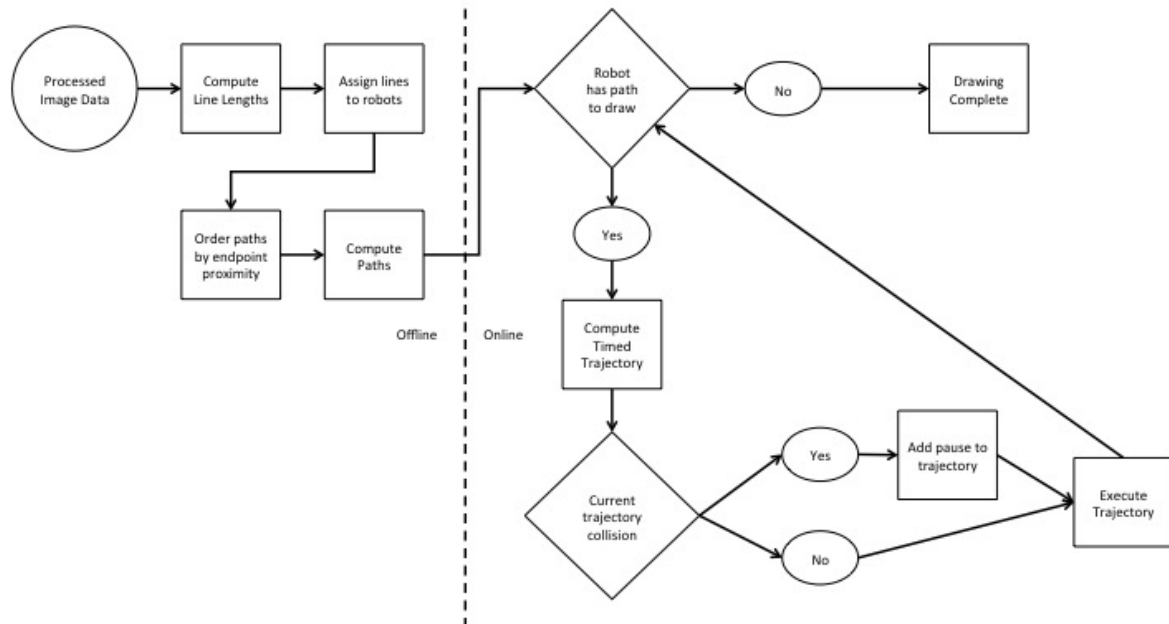 Processed
Image Data
Compute
Line Lengths
Assign lines
to robots
Order paths
by endpoint
proximity
Compute
Paths
Offline
Online
Robot
has path
to draw
No
Drawing
Complete
Yes
Compute
Timed
Trajectory
Current
trajectory
collision
Yes
Add pause to
trajectory
No
Execute
Trajectory